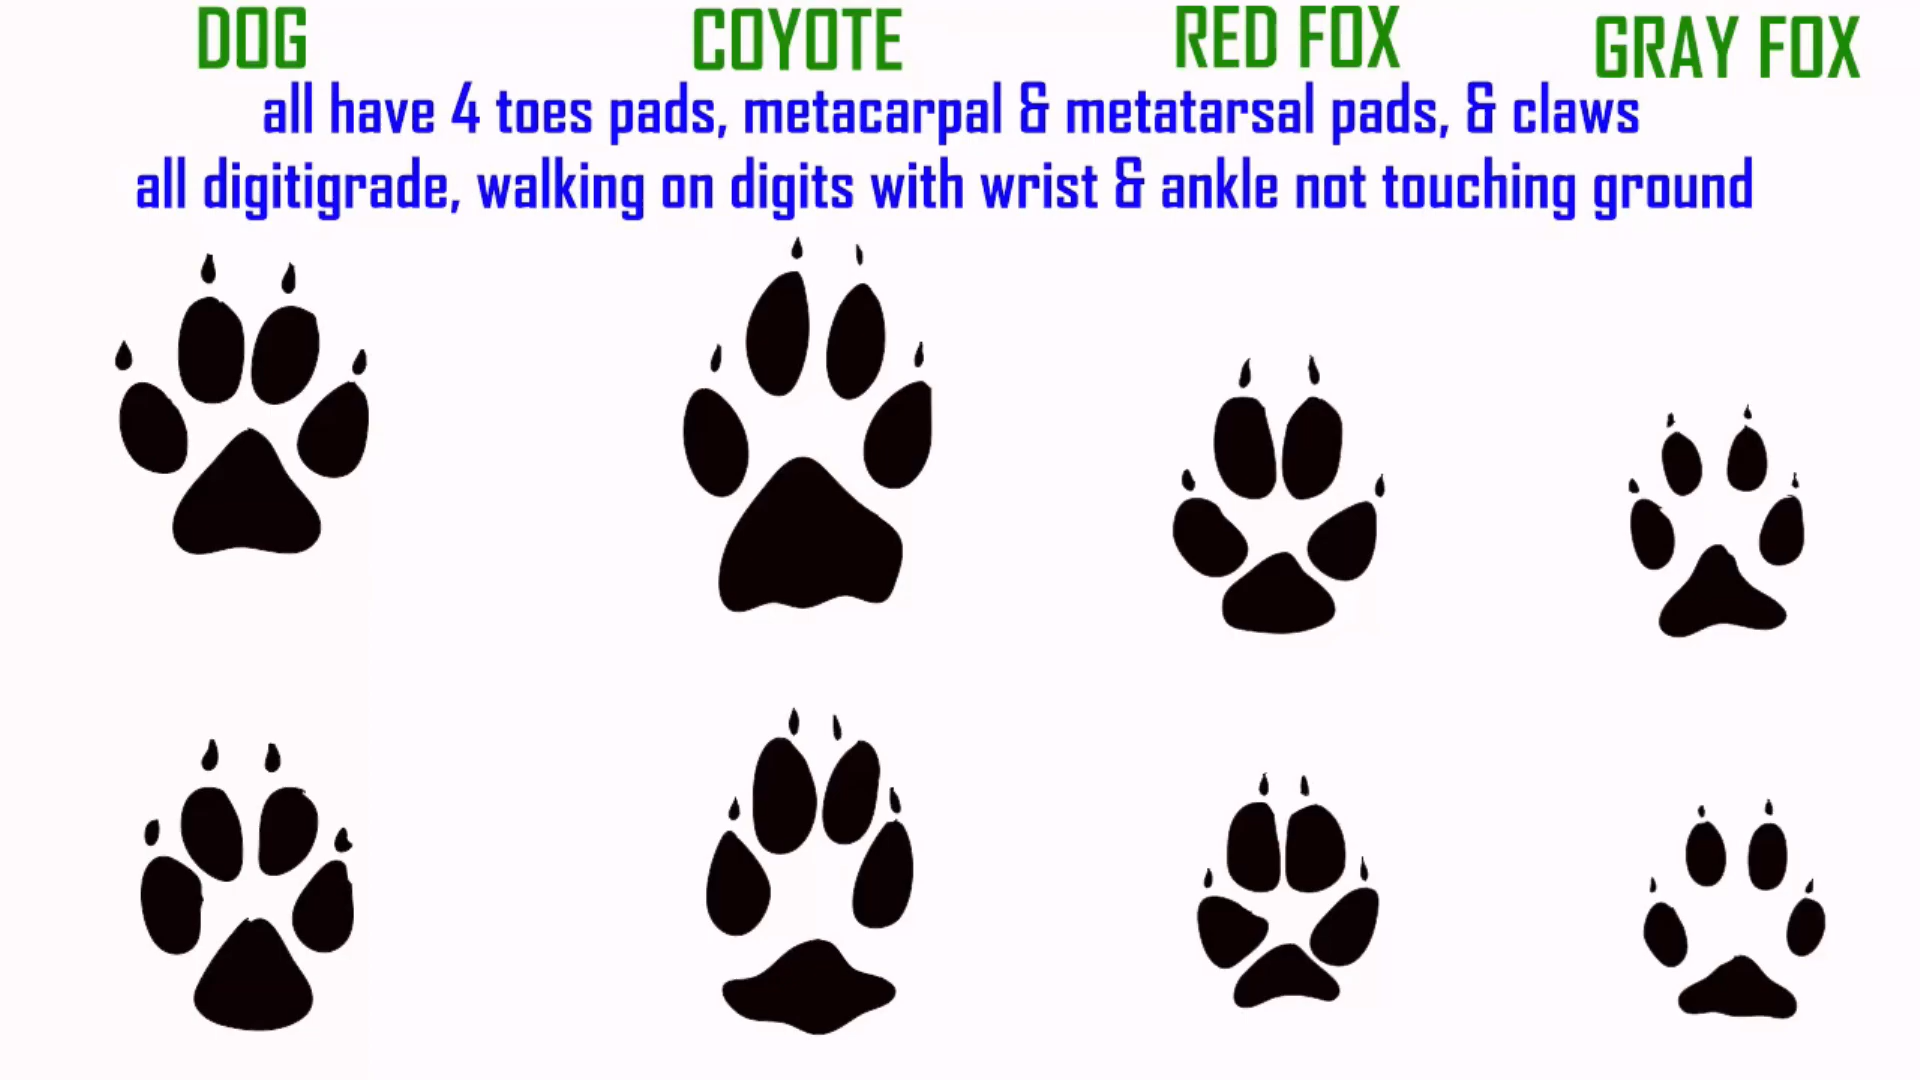 DOG COYOTE RED FOX GRAY FOX
all have 4 toes pads, metacarpal & metatarsal pads, & claws
all digitigrade, walking on digits with wrist & ankle not touching ground